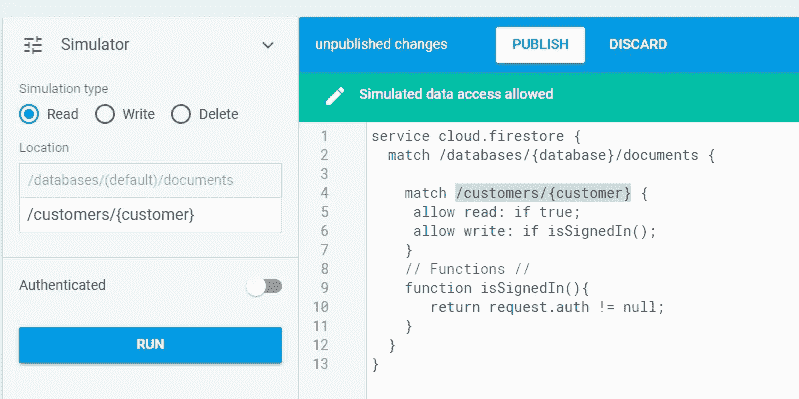 Simulator
Simulation type
Read Write Delete
Location
/databases/(default)/documents
/customers/{customer}
Authenticated
RUN
unpublished changes PUBLISH DISCARD
Simulated data access allowed
1 service cloud.firestore {
2 match /databases/{database}/documents {
3
4 match /customers/{customer} {
5 allow read: if true;
6 allow write: if isSignedIn();
7 }
8 // Functions //
9 function isSignedIn(){
10 return request.auth != null;
11 }
12 }
13 }